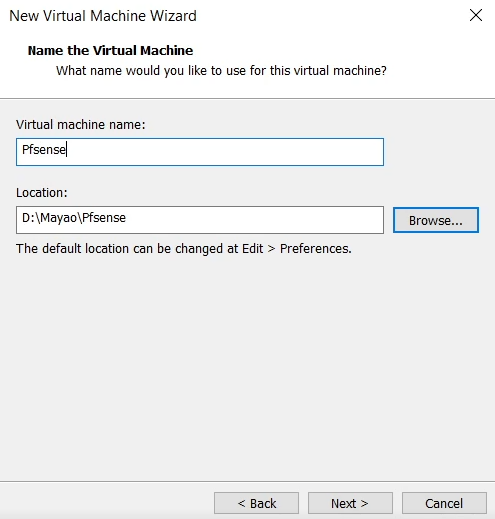 New Virtual Machine Wizard
Name the Virtual Machine
What name would you like to use for this virtual machine?
Virtual machine name:
Pfsense
Location:
D:\Mayao\Pfsense
Browse...
The default location can be changed at Edit > Preferences.
< Back
Next >
Cancel